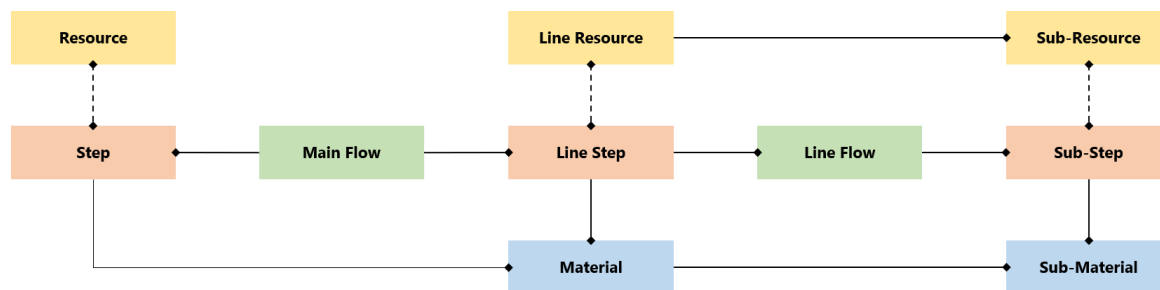 Resource
Line Resource
Sub-Resource
Step
Main Flow
Line Step
Line Flow
Sub-Step
Material
Sub-Material